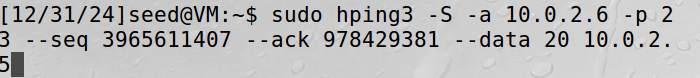 [12/31/24]seed@VM:~$ sudo hping3 -S -a 10.0.2.6 -p 2
3 --seq 3965611407 --ack 978429381 --data 20 10.0.2.
5